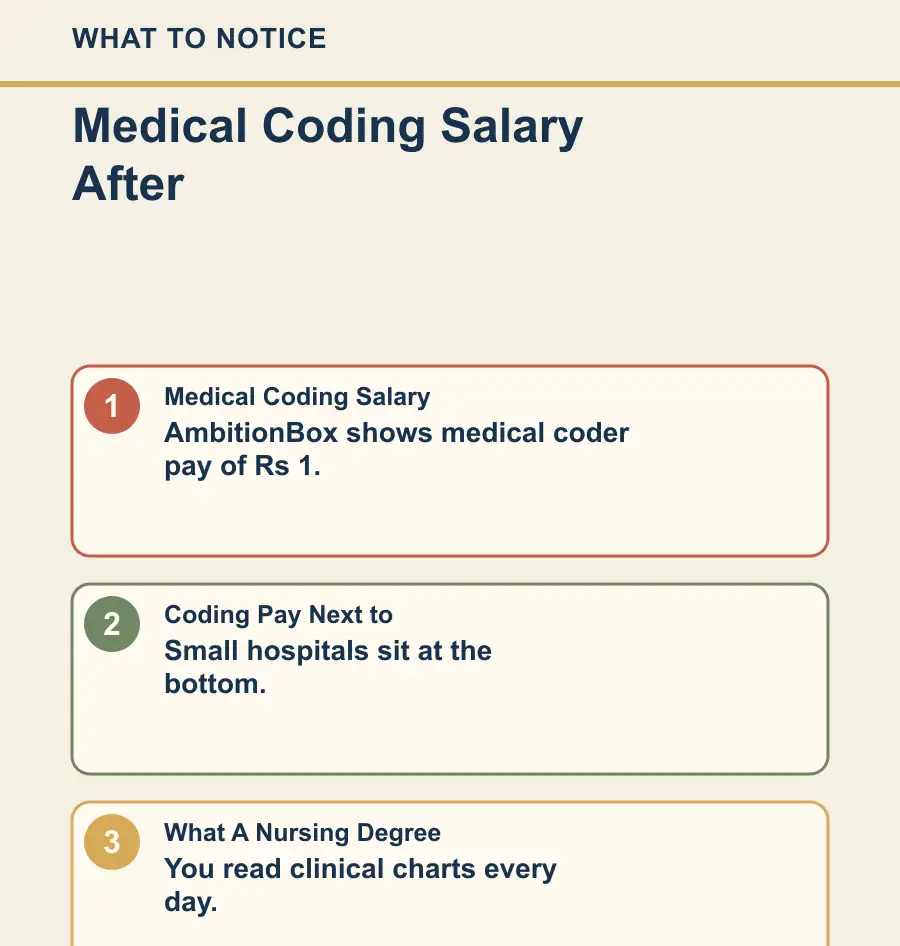 WHAT TO NOTICE
Medical Coding Salary
After
1
Medical Coding Salary
AmbitionBox shows medical coder
pay of Rs 1.
2
Coding Pay Next to
Small hospitals sit at the
bottom.
3
What A Nursing Degree
You read clinical charts every
day.